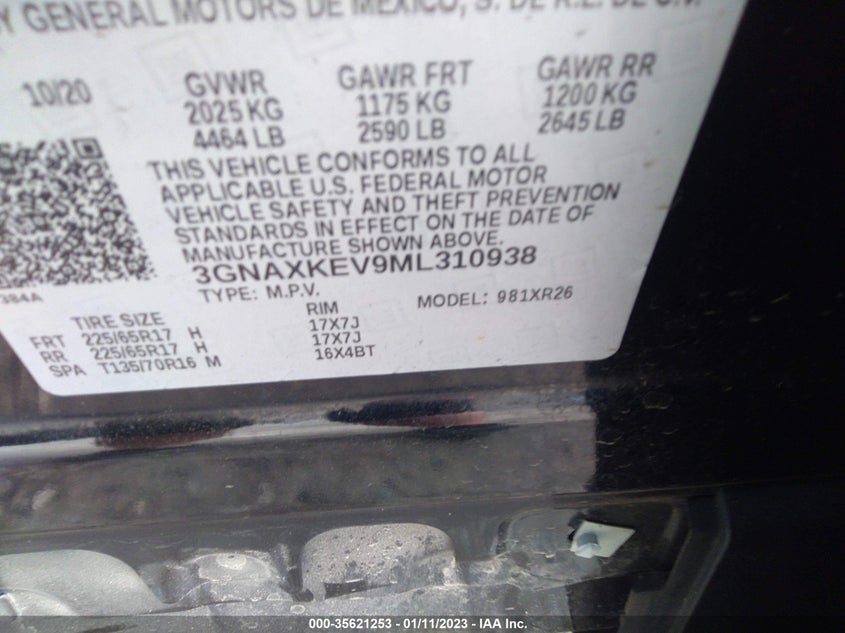 BY GENERAL MOTORS DE MEXICO, S. DE R.L. DE C.V.
10/20 GVWR GAWR FRT GAWR RR
2025 KG 1175 KG 1200 KG
4464 LB 2590 LB 2645 LB
THIS VEHICLE CONFORMS TO ALL
APPLICABLE U.S. FEDERAL MOTOR
VEHICLE SAFETY AND THEFT PREVENTION
STANDARDS IN EFFECT ON THE DATE OF
MANUFACTURE SHOWN ABOVE.
3GNAXKEV9ML310938
384A TYPE: M.P.V. MODEL: 981XR26
TIRE SIZE RIM
FRT 225/65R17 H 17X7J
RR 225/65R17 H 17X7J
SPA T135/70R16 M 16X4BT
000-35621253 - 01/11/2023 - IAA Inc.